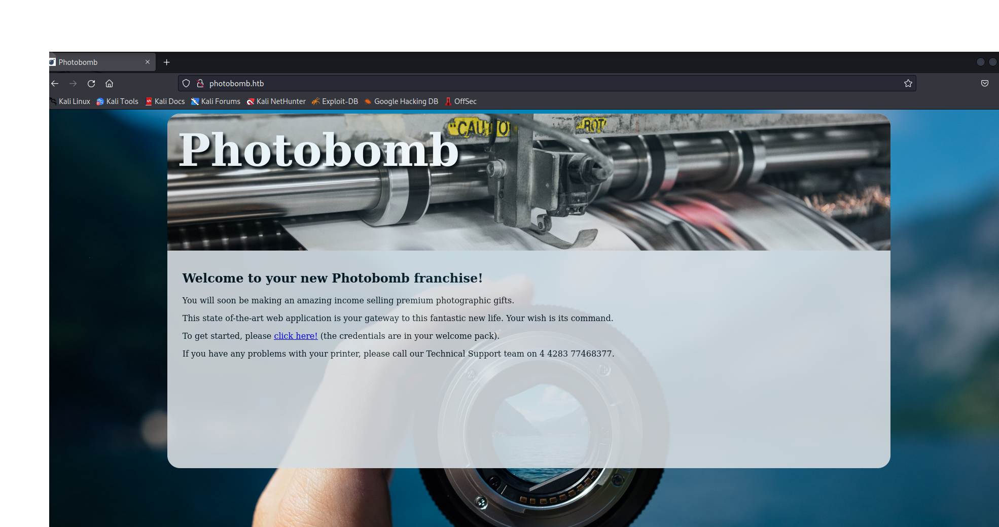 Photobomb
photobomb.htb
Kali Linux Kali Tools Kali Docs Kali Forums Kali NetHunter Exploit-DB Google Hacking DB OffSec
"CAUTIO ROT
Photobomb
Welcome to your new Photobomb franchise!
You will soon be making an amazing income selling premium photographic gifts.
This state of-the-art web application is your gateway to this fantastic new life. Your wish is its command.
To get started, please click here! (the credentials are in your welcome pack).
If you have any problems with your printer, please call our Technical Support team on 4 4283 77468377.